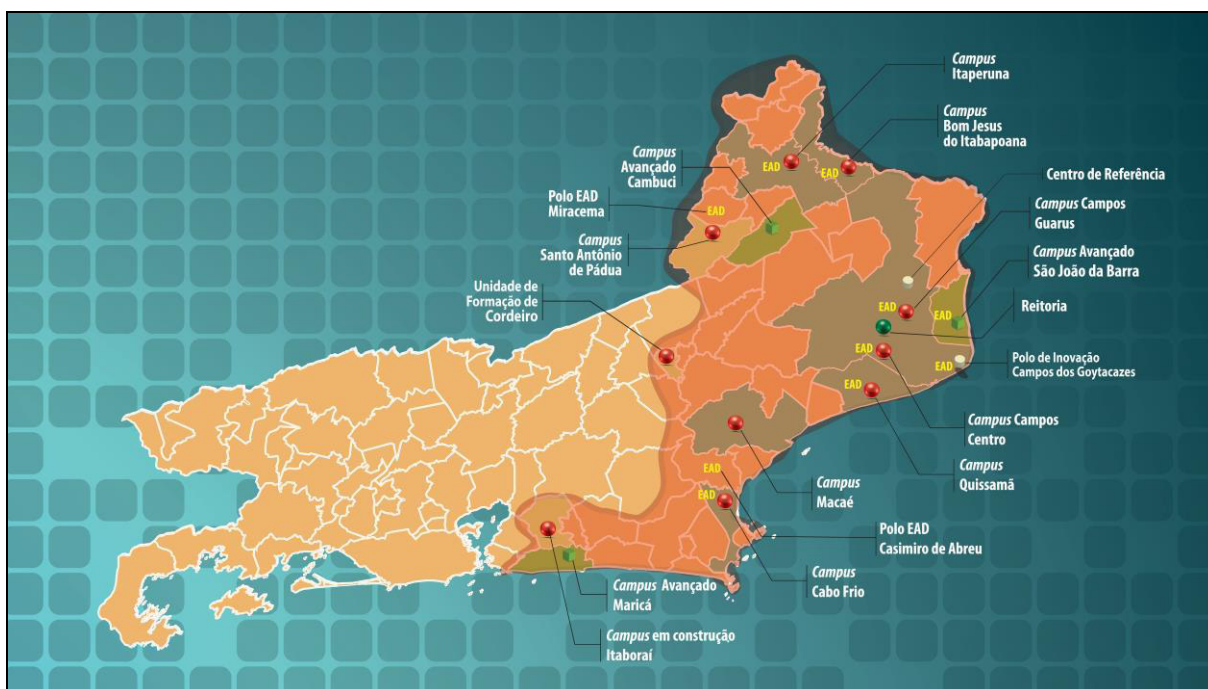 Campus
Itaperuna
Campus
Bom Jesus
do Itabapoana
Campus
Avançado
Cambuci
EAD
EAD
Centro de Referência
Polo EAD
Miracema
EAD
Campus Campos
Guarus
Campus
Santo Antônio
de Pádua
Campus Avançado
São João da Barra
Unidade de
Formação de
Cordeiro
EAD
EAD
Reitoria
EAD
EAD
Polo de Inovação
Campos dos Goytacazes
EAD
Campus Campos
Centro
EAD
Campus
Quissamã
Campus
Macaé
EAD
Polo EAD
Casimiro de Abreu
Campus
Cabo Frio
Campus Avançado
Maricá
Campus em construção
Itaboraí